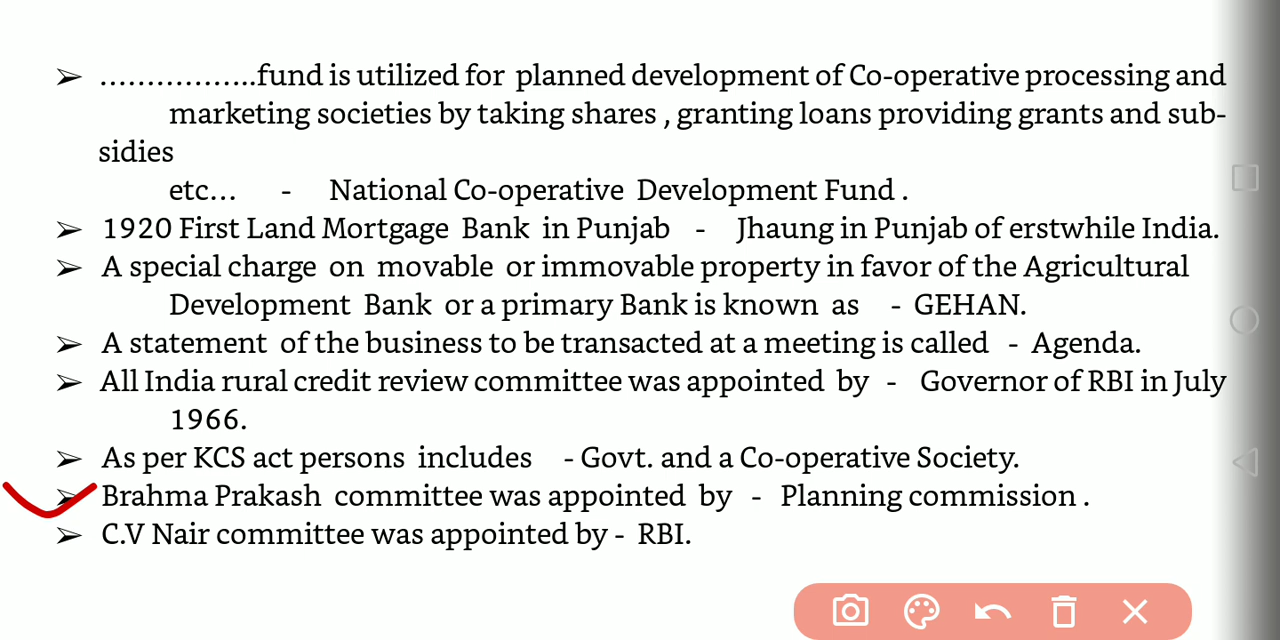 ➢ .................fund is utilized for planned development of Co-operative processing and
marketing societies by taking shares , granting loans providing grants and sub-
sidies
etc... - National Co-operative Development Fund .
➢ 1920 First Land Mortgage Bank in Punjab - Jhaung in Punjab of erstwhile India.
➢ A special charge on movable or immovable property in favor of the Agricultural
Development Bank or a primary Bank is known as - GEHAN.
➢ A statement of the business to be transacted at a meeting is called - Agenda.
➢ All India rural credit review committee was appointed by - Governor of RBI in July
1966.
➢ As per KCS act persons includes - Govt. and a Co-operative Society.
➢ Brahma Prakash committee was appointed by - Planning commission .
➢ C.V Nair committee was appointed by - RBI.